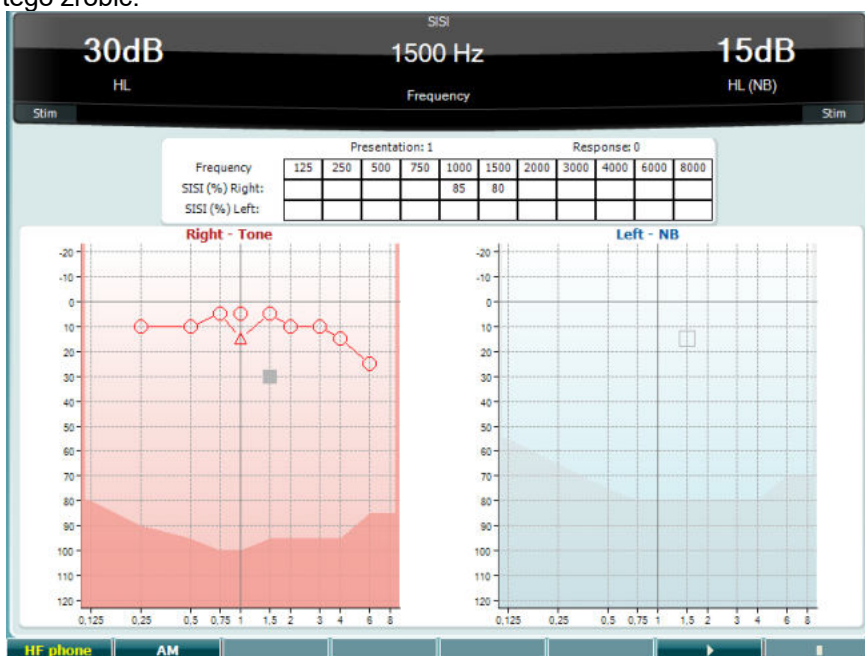 tego zrobić.
SISI
30dB 1500 Hz 15dB
HL Frequency HL (NB)
Stim Stim
Presentation: 1 Response: 0
Frequency 125 250 500 750 1000 1500 2000 3000 4000 6000 8000
SISI (%) Right: 85 80
SISI (%) Left:
Right - Tone Left - NB
-20 -20
-10 -10
0 0
10 10
20 20
30 30
40 40
50 50
60 60
70 70
80 80
90 90
100 100
110 110
120 120
0,125 0,25 0,5 0,75 1 1,5 2 3 4 6 8 0,125 0,25 0,5 0,75 1 1,5 2 3 4 6 8
HF phone AM